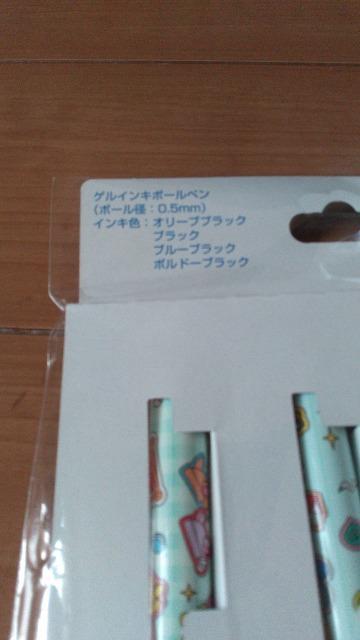 ゲルインキボールペン
(ボール径：0.5mm)
インキ色：オリーブブラック
ブラック
ブルーブラック
ボルドーブラック